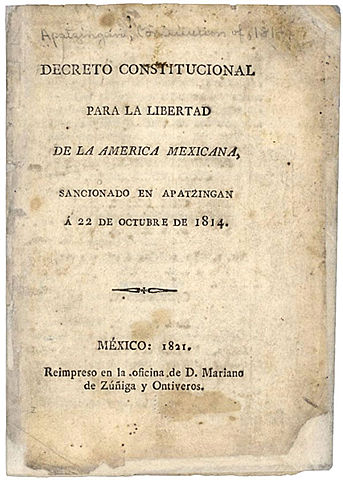 Apatzingan, Constitution of, 1814
DECRETO CONSTITUCIONAL
PARA LA LIBERTAD
DE LA AMERICA MEXICANA,
SANCIONADO EN APATZINGAN
Á 22 DE OCTUBRE DE 1814.
MÉXICO: 1821.
Reimpreso en la oficina de D. Mariano
de Zúñiga y Ontiveros.